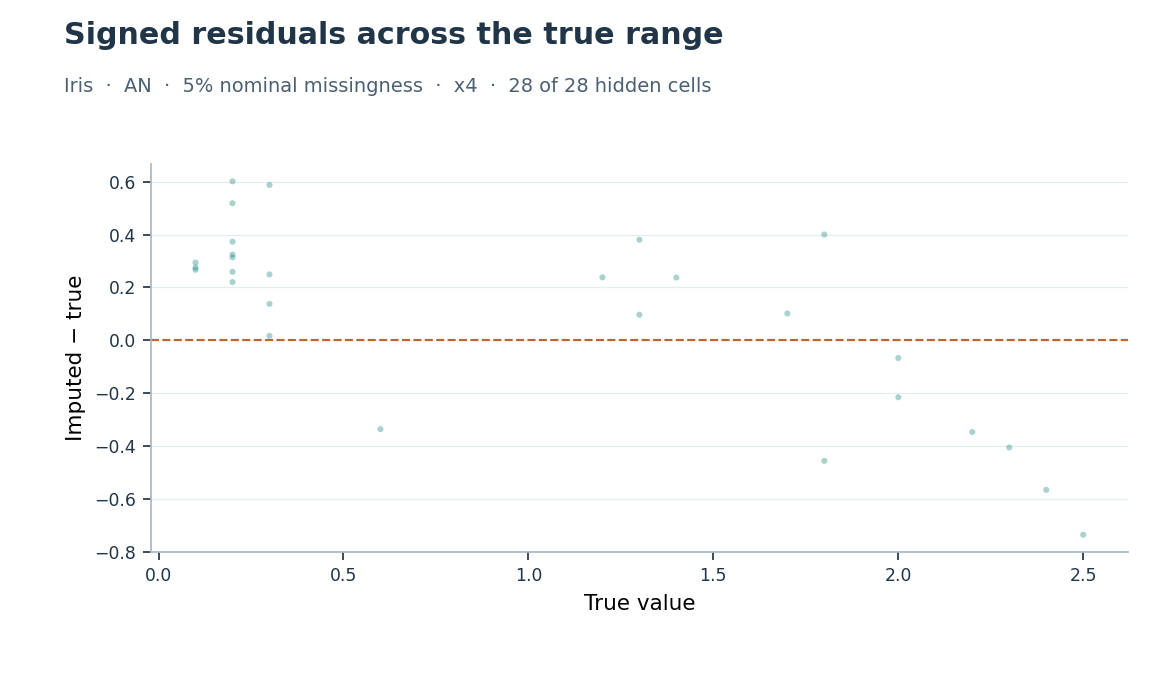 Signed residuals across the true range
Iris · AN · 5% nominal missingness · x4 · 28 of 28 hidden cells
Imputed − true
0.6
0.4
0.2
0.0
−0.2
−0.4
−0.6
−0.8
0.0 0.5 1.0 1.5 2.0 2.5
True value